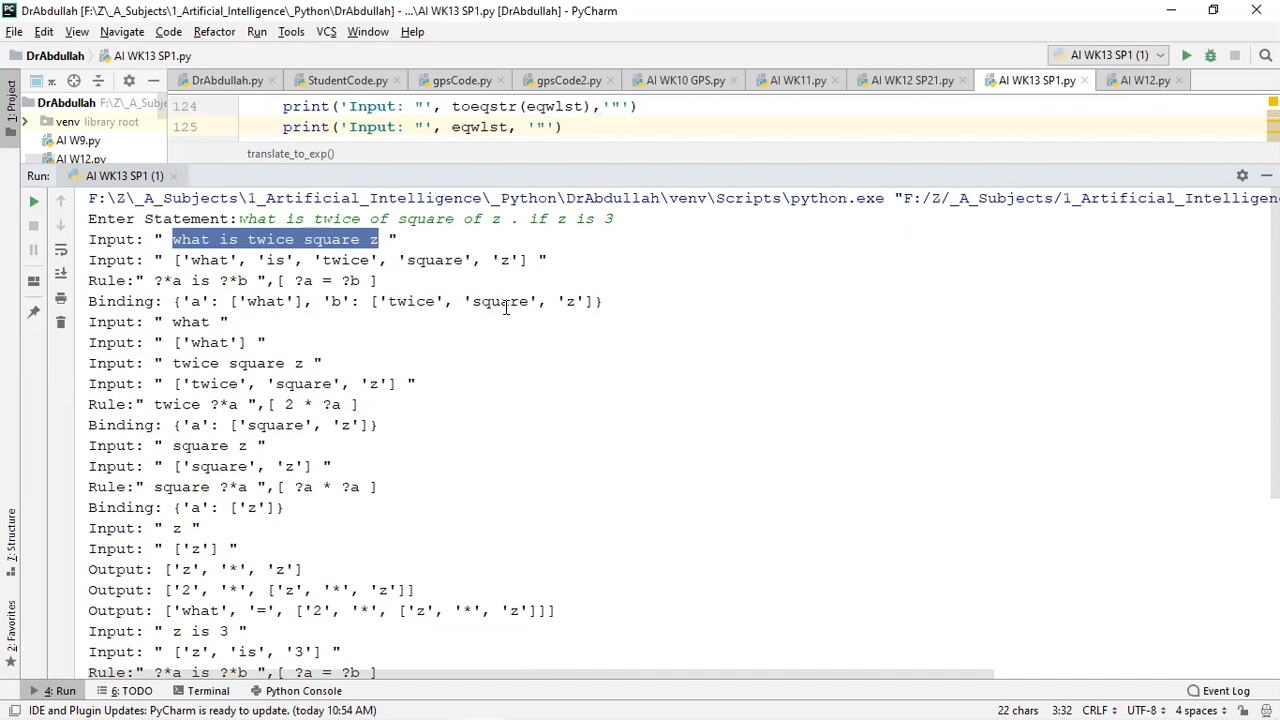 DrAbdullah [F:\Z\_A_Subjects\1_Artificial_Intelligence\_Python\DrAbdullah] - ...\AI WK13 SP1.py [DrAbdullah] - PyCharm
File Edit View Navigate Code Refactor Run Tools VCS Window Help
DrAbdullah AI WK13 SP1.py AI WK13 SP1 (1)
DrAbdullah.py StudentCode.py gpsCode.py gpsCode2.py AI WK10 GPS.py AI WK1.py AI WK12 SP21.py AI WK13 SP1.py AI W12.py
1: Project
DrAbdullah F:\Z\_A_Subje
venv library root
AI W9.py
AI W12.py
124 print('Input: "', toeqstr(eqwlst),'"')
125 print('Input: "', eqwlst, '"')
translate_to_exp()
Run: AI WK13 SP1 (1)
F:\Z\_A_Subjects\1_Artificial_Intelligence\_Python\DrAbdullah\venv\Scripts\python.exe "F:/Z/_A_Subjects/1_Artificial_Intelligenc
Enter Statement:what is twice of square of z . if z is 3
Input: " what is twice square z "
Input: " ['what', 'is', 'twice', 'square', 'z'] "
Rule:" ?*a is ?*b ",[ ?a = ?b ]
Binding: {'a': ['what'], 'b': ['twice', 'square', 'z']}
Input: " what "
Input: " ['what'] "
Input: " twice square z "
Input: " ['twice', 'square', 'z'] "
Rule:" twice ?*a ",[ 2 * ?a ]
Binding: {'a': ['square', 'z']}
Input: " square z "
Input: " ['square', 'z'] "
Rule:" square ?*a ",[ ?a * ?a ]
Binding: {'a': ['z']}
Input: " z "
Input: " ['z'] "
Output: ['z', '*', 'z']
Output: ['2', '*', ['z', '*', 'z']]
Output: ['what', '=', ['2', '*', ['z', '*', 'z']]]
Input: " z is 3 "
Input: " ['z', 'is', '3'] "
Rule:" ?*a is ?*b ",[ ?a = ?b ]
7: Structure
2: Favorites
4: Run 6: TODO Terminal Python Console Event Log
IDE and Plugin Updates: PyCharm is ready to update. (today 10:54 AM) 22 chars 3:32 CRLF UTF-8 4 spaces